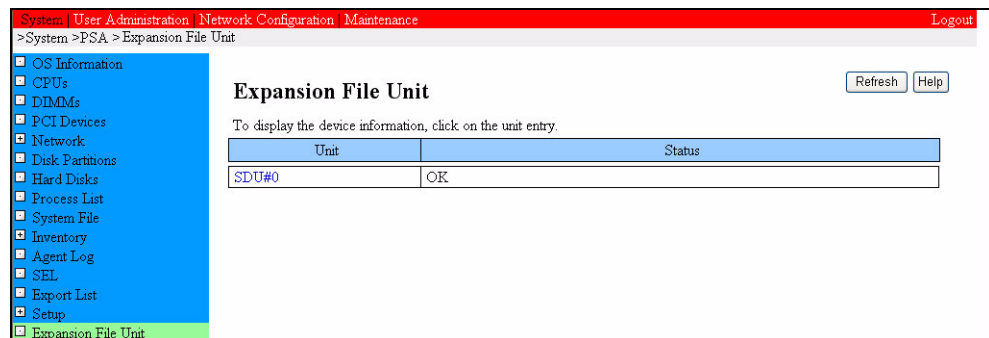 System | User Administration | Network Configuration | Maintenance Logout
>System >PSA > Expansion File Unit
OS Information
CPUs
DIMMs
PCI Devices
Network
Disk Partitions
Hard Disks
Process List
System File
Inventory
Agent Log
SEL
Export List
Setup
Expansion File Unit
Expansion File Unit
Refresh Help
To display the device information, click on the unit entry.
Unit Status
SDU#0 OK